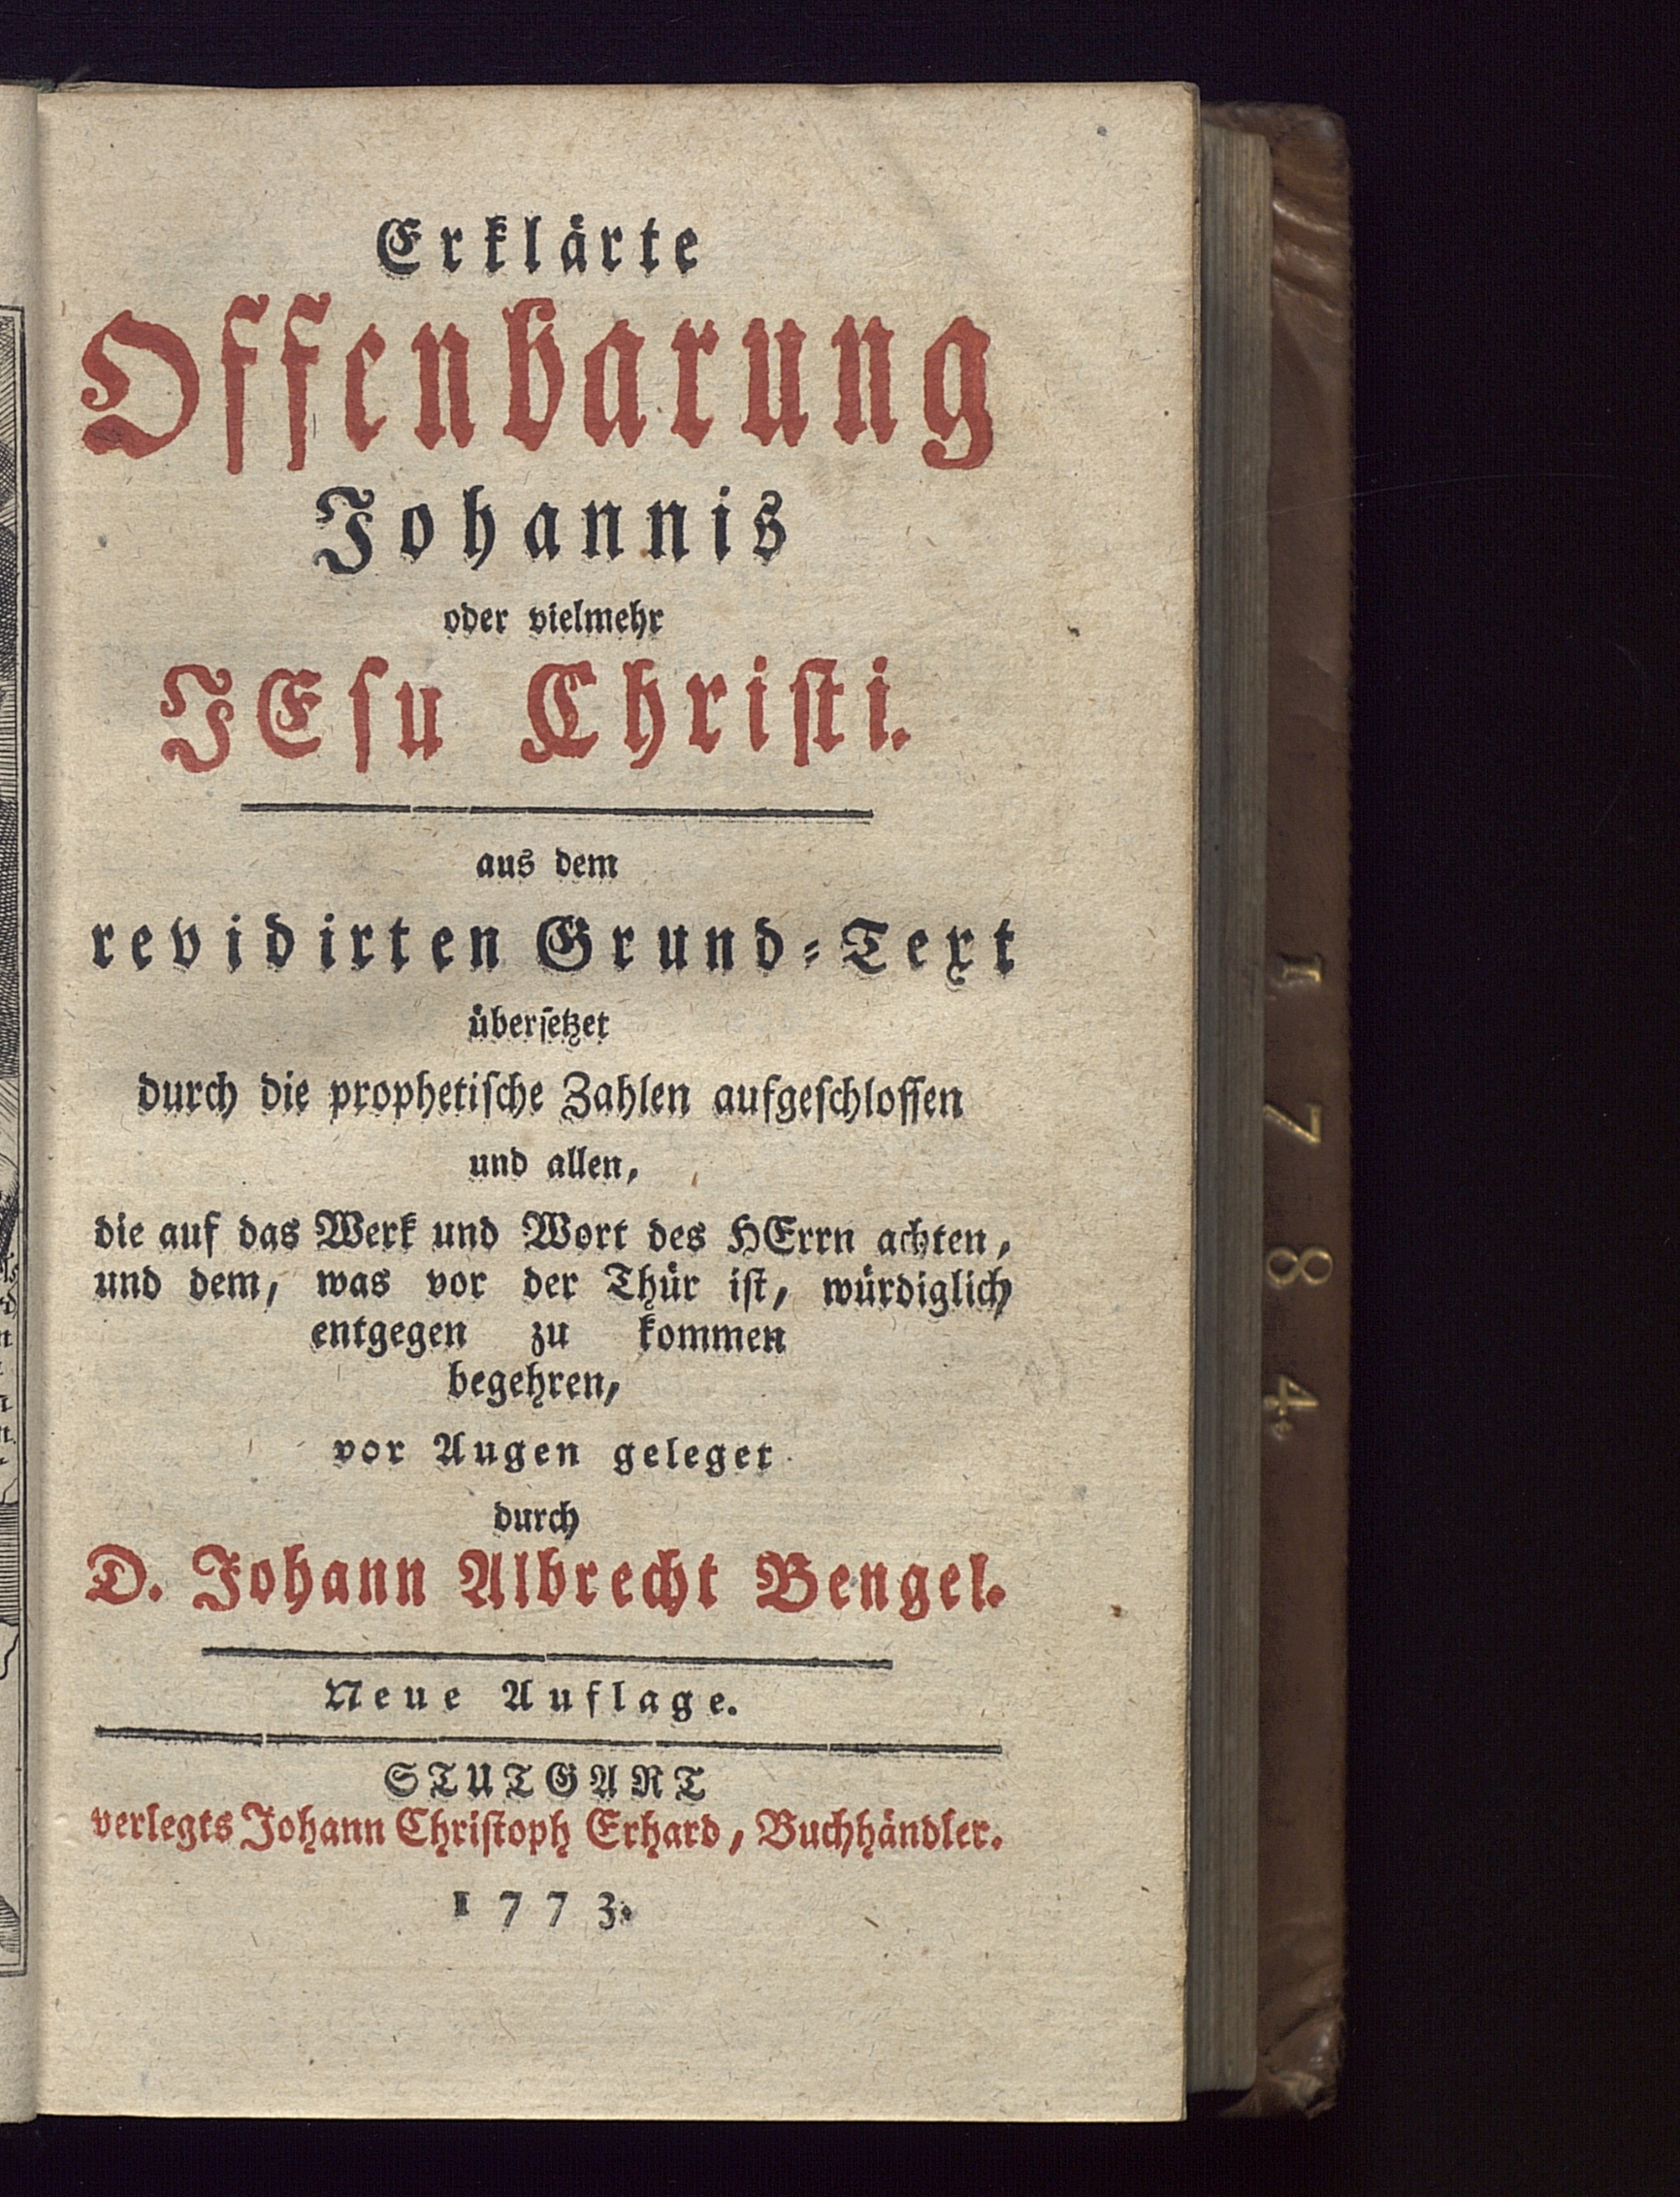 Erklärte
Offenbarung
Johannis
oder vielmehr
JEſu Chriſti.
aus dem
revidirten Grund-Text
überſetzet
durch die prophetiſche Zahlen aufgeſchloſſen
und allen,
die auf das Werk und Wort des HErrn achten,
und dem, was vor der Thür iſt, würdiglich
entgegen zu kommen
begehren,
vor Augen geleget
durch
D. Johann Albrecht Bengel.
Neue Auflage.
STUTGART
verlegts Johann Chriſtoph Erhard, Buchhändler.
1773.
1784.